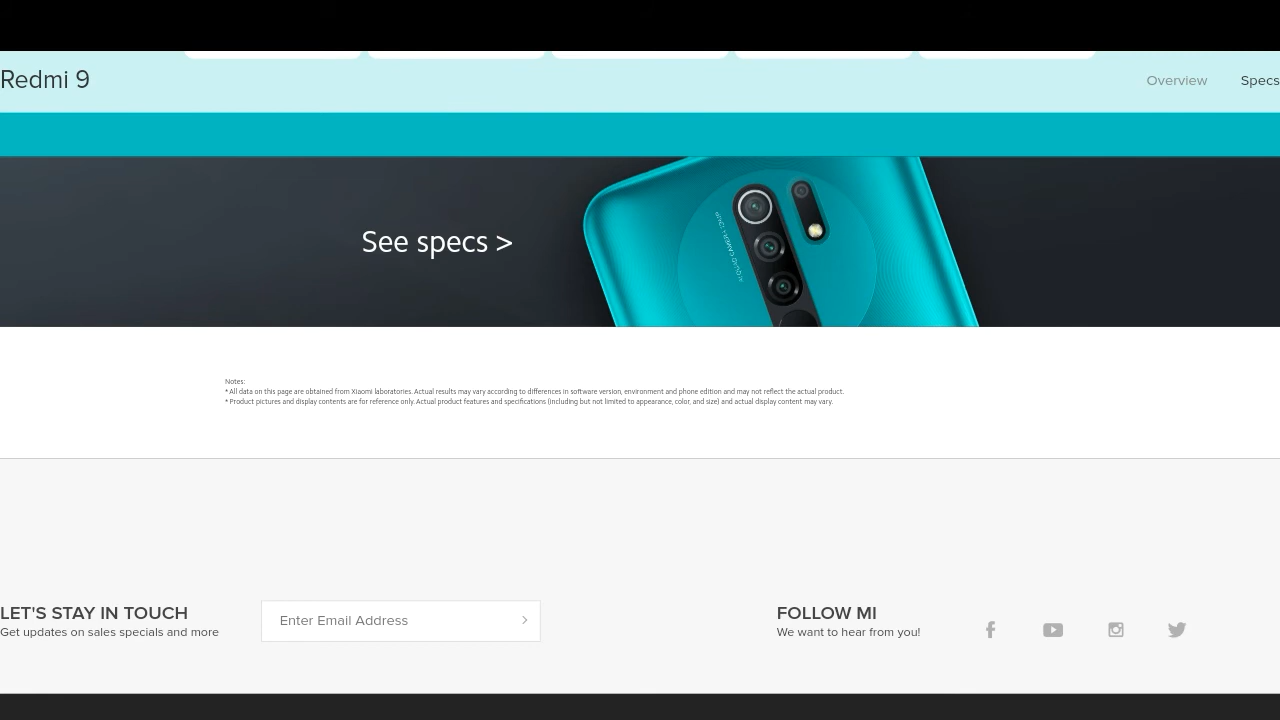 Redmi 9
Overview
Specs
See specs >
Notes:
* All data on this page are obtained from Xiaomi laboratories. Actual results may vary according to differences in software version, environment and phone edition and may not reflect the actual product.
* Product pictures and display contents are for reference only. Actual product features and specifications (including but not limited to appearance, color, and size) and actual display content may vary.
LET'S STAY IN TOUCH
Get updates on sales specials and more
Enter Email Address
FOLLOW MI
We want to hear from you!